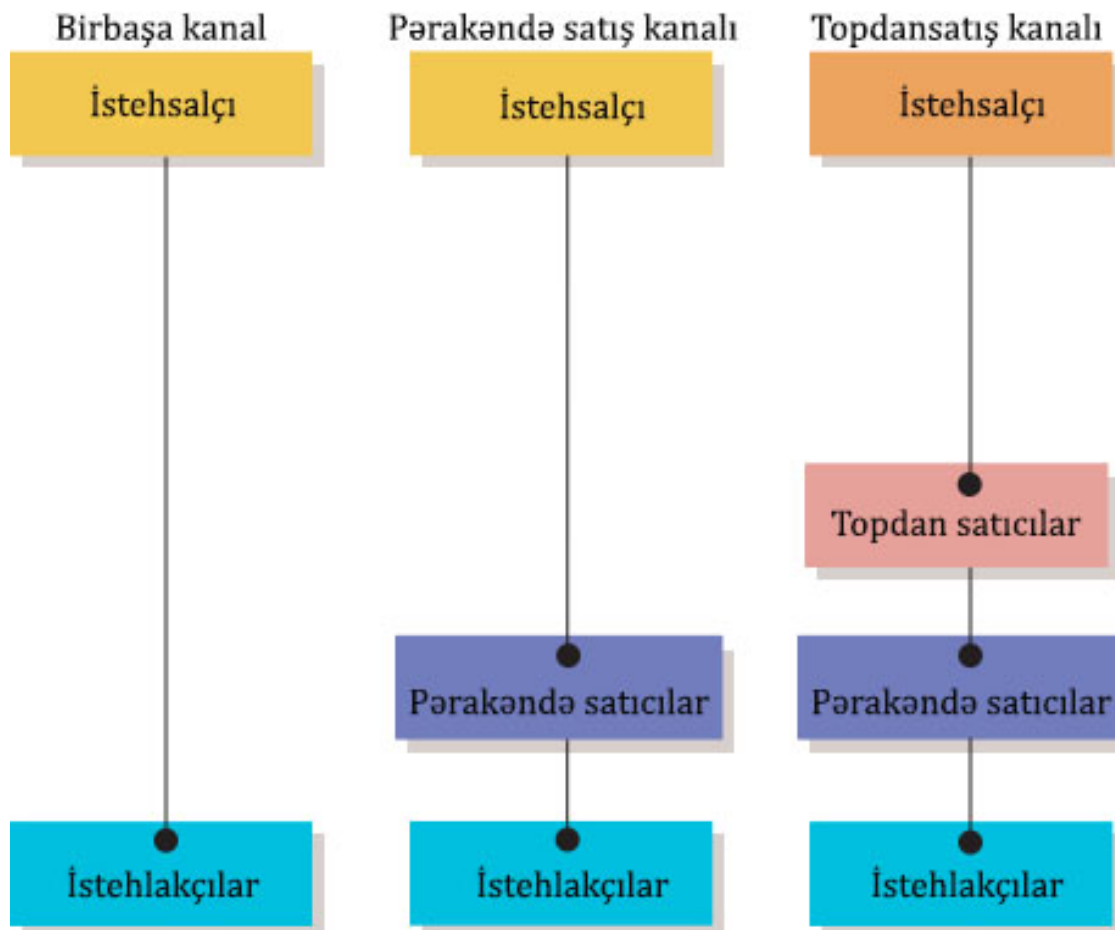 Birbaşa kanal
İstehsalçı
İstehlakçılar
Pərakəndə satış kanalı
İstehsalçı
Pərakəndə satıcılar
İstehlakçılar
Topdansatış kanalı
İstehsalçı
Topdan satıcılar
Pərakəndə satıcılar
İstehlakçılar